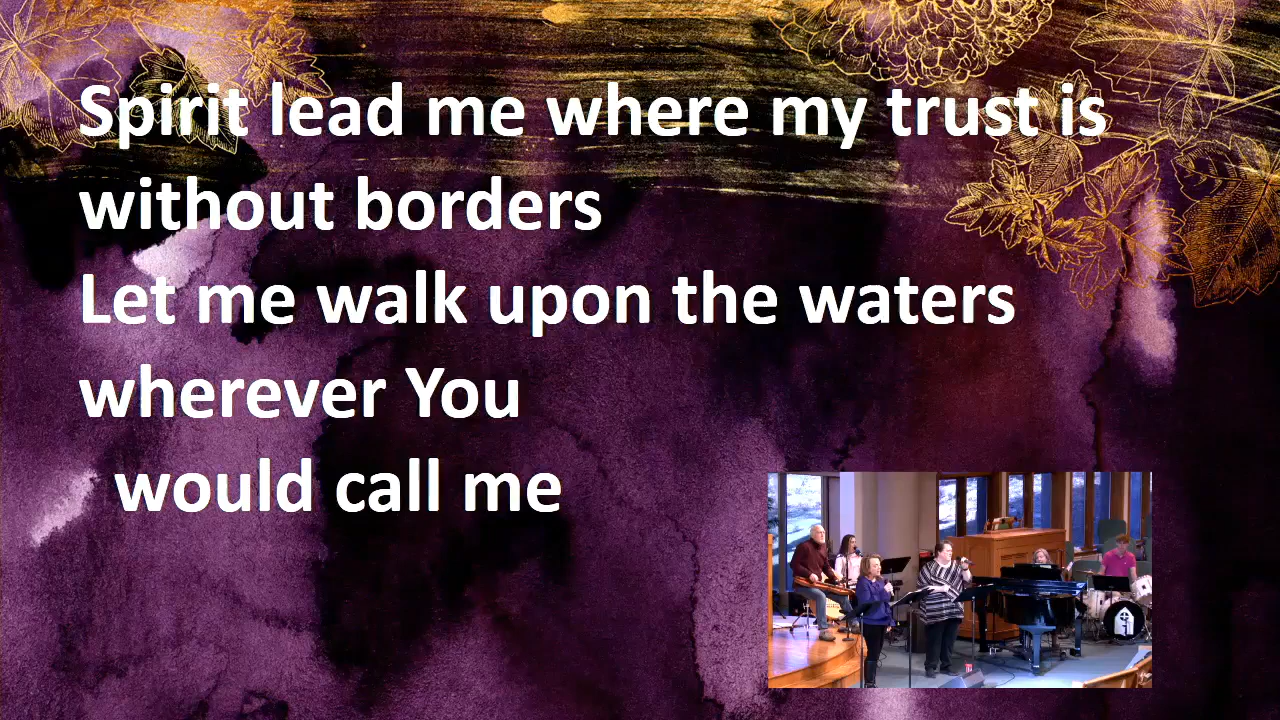 Spirit lead me where my trust is
without borders
Let me walk upon the waters
wherever You
would call me